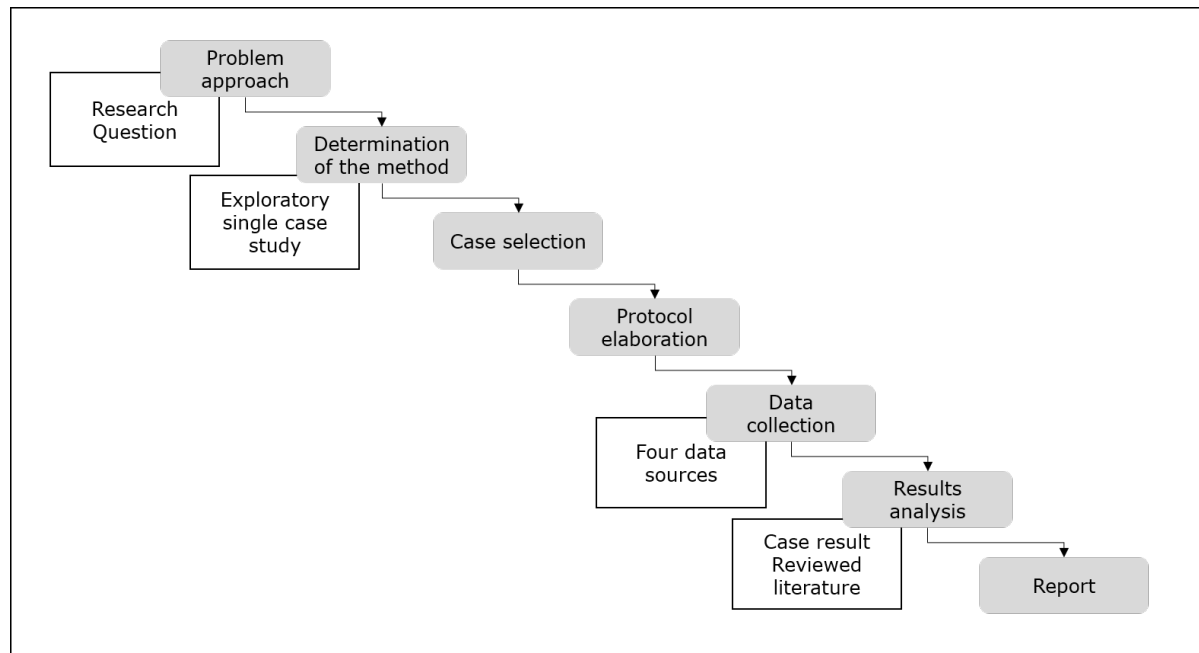 Problem
approach
Research
Question
Determination
of the method
Exploratory
single case
study
Case selection
Protocol
elaboration
Data
collection
Four data
sources
Results
analysis
Case result
Reviewed
literature
Report